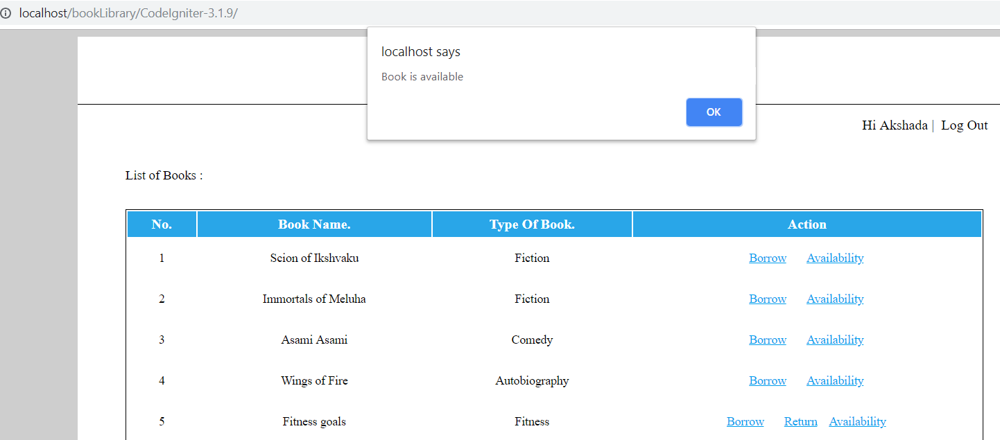 localhost/bookLibrary/CodeIgniter-3.1.9/
localhost says
Book is available
OK
Hi Akshada | Log Out
List of Books :
No. Book Name. Type Of Book. Action
1 Scion of Ikshvaku Fiction Borrow Availability
2 Immortals of Meluha Fiction Borrow Availability
3 Asami Asami Comedy Borrow Availability
4 Wings of Fire Autobiography Borrow Availability
5 Fitness goals Fitness Borrow Return Availability